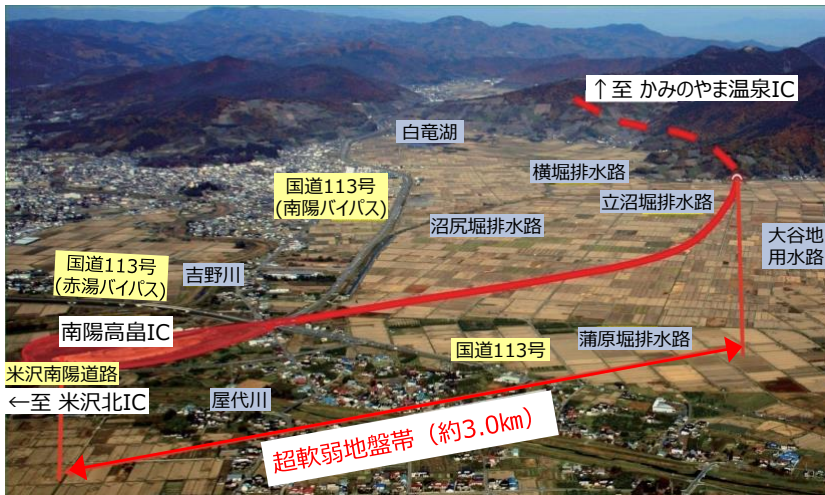 ↑至 かみのやま温泉IC
白竜湖
横堀排水路
国道113号
(南陽バイパス)
立沼堀排水路
沼尻堀排水路
大谷地
用水路
国道113号
(赤湯バイパス)
吉野川
南陽高畠IC
蒲原堀排水路
国道113号
米沢南陽道路
←至 米沢北IC
屋代川
超軟弱地盤帯（約3.0km）